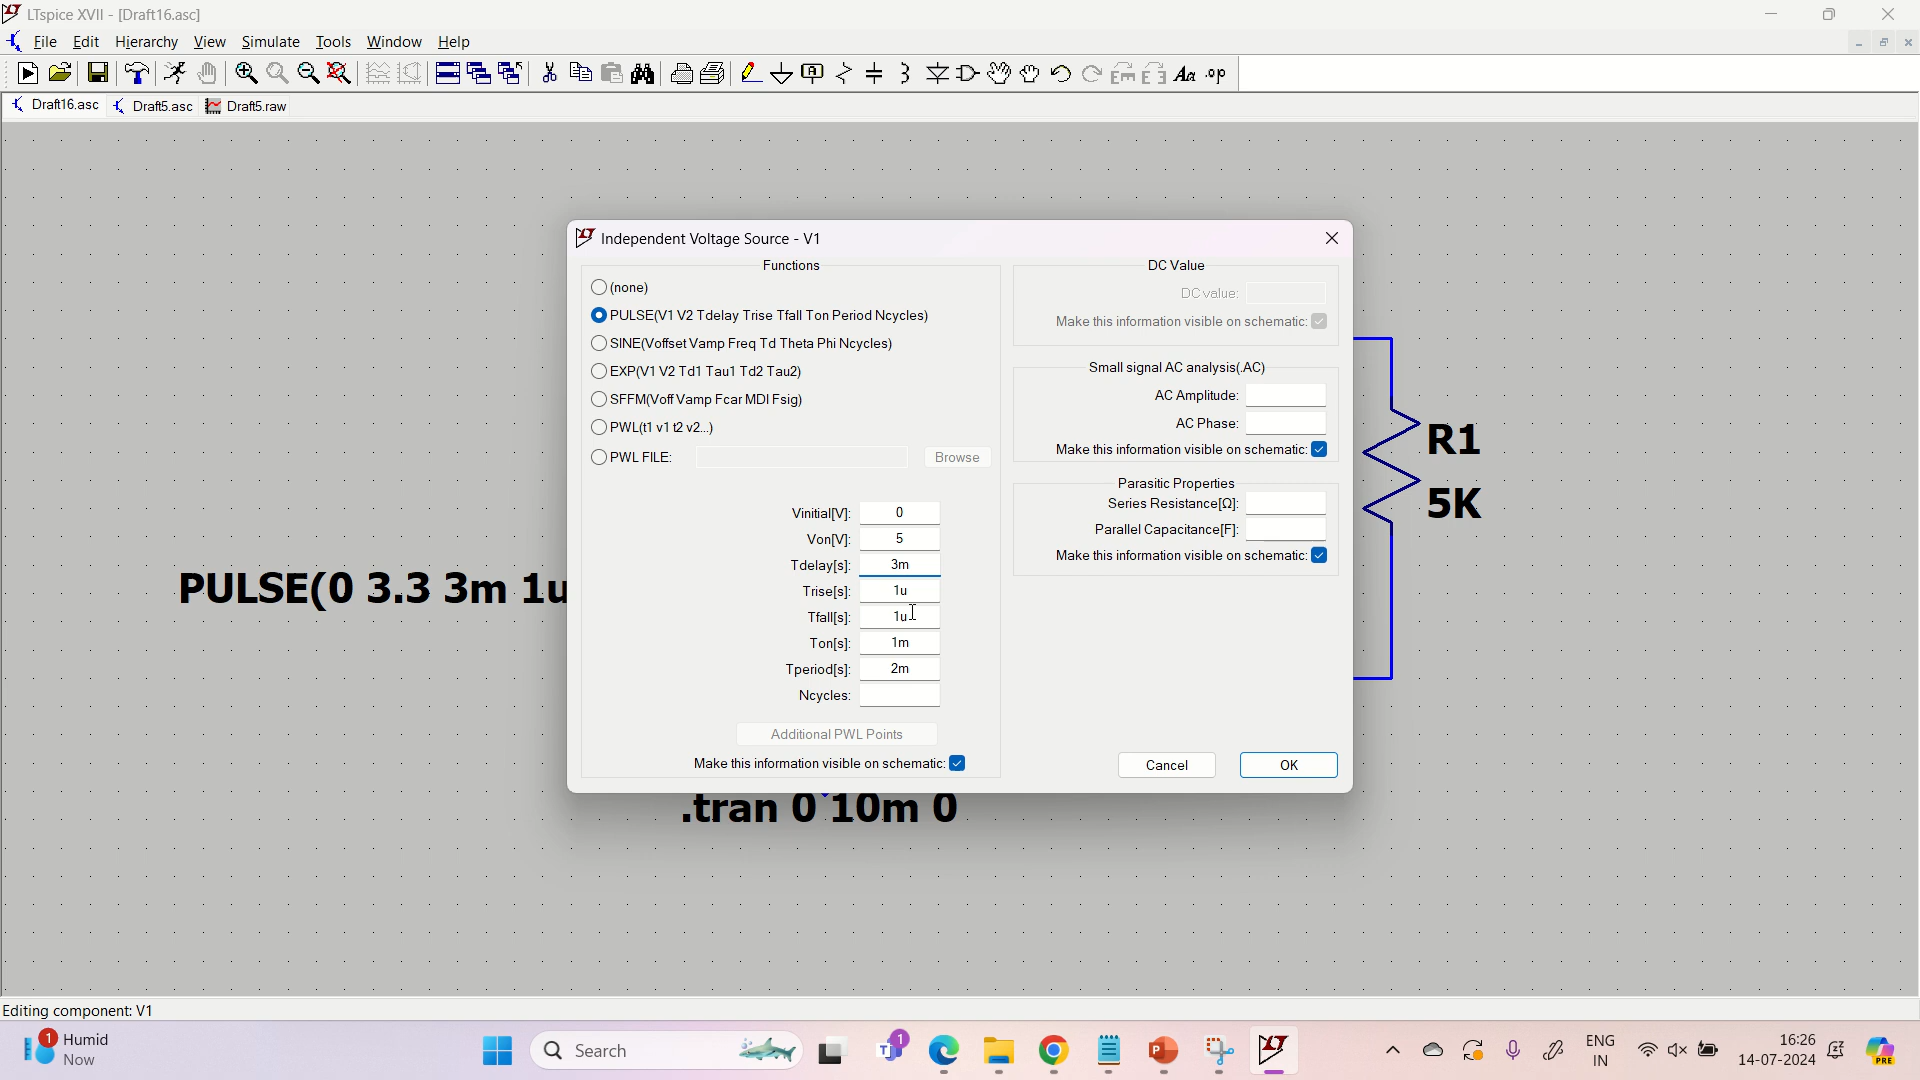 LTspice XVII - [Draft16.asc]
File Edit Hierarchy View Simulate Tools Window Help
Draft16.asc Draft5.asc Draft5.raw
Independent Voltage Source - V1
Functions
(none)
PULSE(V1 V2 Tdelay Trise Tfall Ton Period Ncycles)
SINE(Voffset Vamp Freq Td Theta Phi Ncycles)
EXP(V1 V2 Td1 Tau1 Td2 Tau2)
SFFM(Voff Vamp Fcar MDI Fsig)
PWL(t1 v1 t2 v2...)
PWL FILE: Browse
Vinitial[V]: 0
Von[V]: 5
Tdelay[s]: 3m
Trise[s]: 1u
Tfall[s]: 1u
Ton[s]: 1m
Tperiod[s]: 2m
Ncycles:
Additional PWL Points
Make this information visible on schematic:
DC Value
DC value:
Make this information visible on schematic:
Small signal AC analysis(.AC)
AC Amplitude:
AC Phase:
Make this information visible on schematic:
Parasitic Properties
Series Resistance[Ω]:
Parallel Capacitance[F]:
Make this information visible on schematic:
Cancel OK
R1
5K
PULSE(0 3.3 3m 1u
.tran 0 10m 0
Editing component: V1
1 Humid
Now
Search
1
ENG
IN
16:26
14-07-2024
PRE